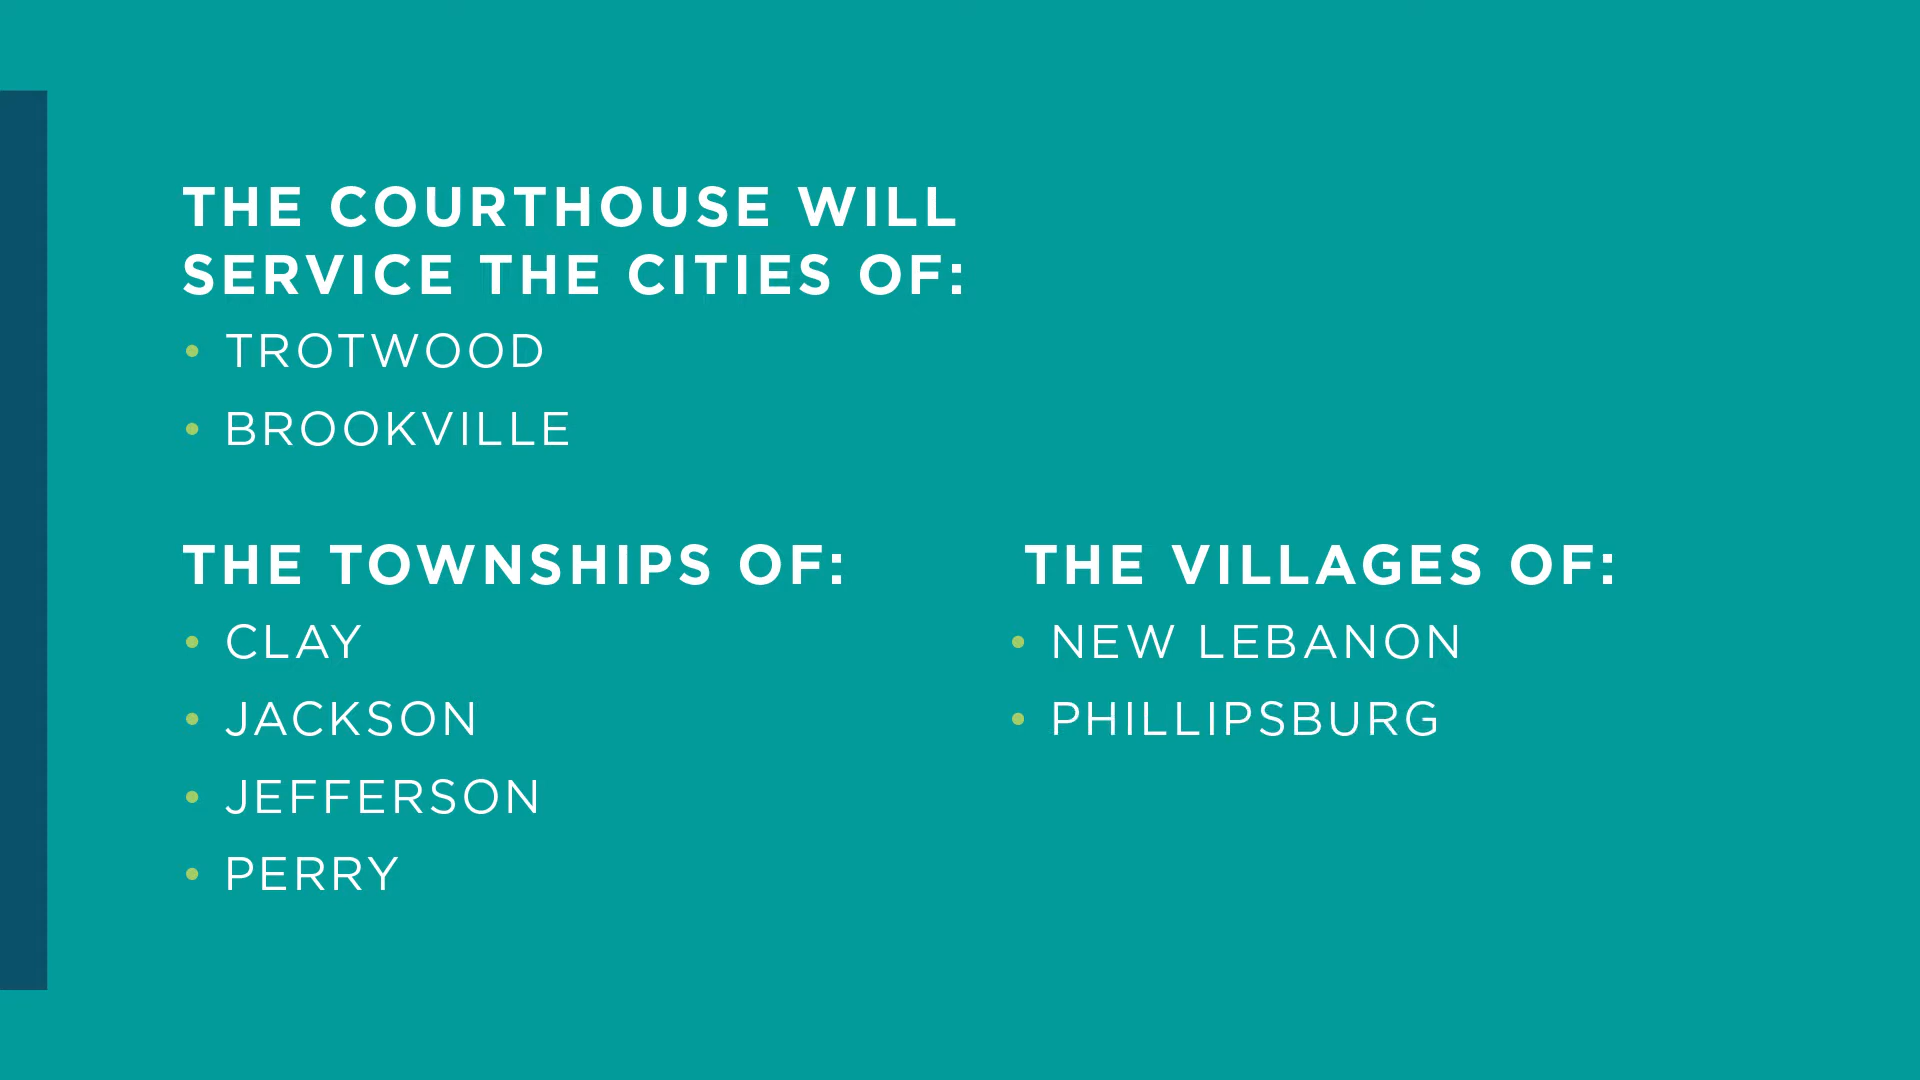 THE COURTHOUSE WILL
SERVICE THE CITIES OF:
• TROTWOOD
• BROOKVILLE
THE TOWNSHIPS OF:
• CLAY
• JACKSON
• JEFFERSON
• PERRY
THE VILLAGES OF:
• NEW LEBANON
• PHILLIPSBURG